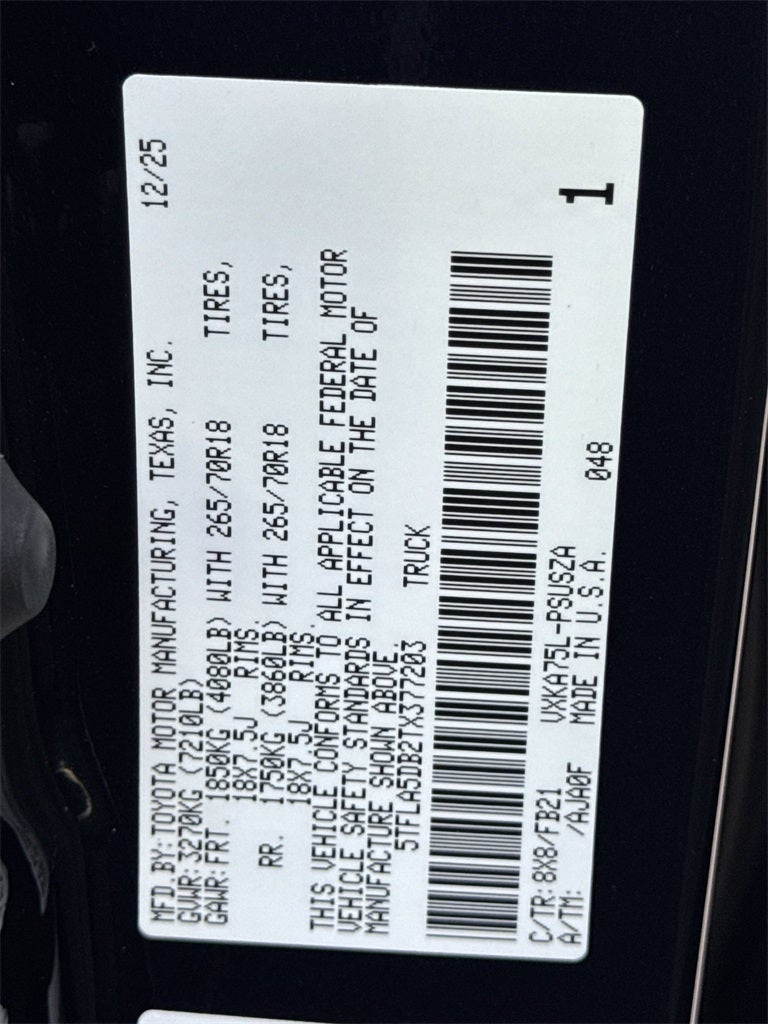 MFD.BY:TOYOTA MOTOR MANUFACTURING, TEXAS, INC. 12/25
GVWR:3270KG (7210LB)
GAWR:FRT. 1850KG (4080LB) WITH 265/70R18 TIRES,
18X7.5J RIMS.
RR. 1750KG (3860LB) WITH 265/70R18 TIRES,
18X7.5J RIMS.
THIS VEHICLE CONFORMS TO ALL APPLICABLE FEDERAL MOTOR
VEHICLE SAFETY STANDARDS IN EFFECT ON THE DATE OF
MANUFACTURE SHOWN ABOVE.
5TFLA5DB2TX377203 TRUCK
C/TR:8X8/FB21 VXKA75L-PSUSZA
A/TM: /AJA0F MADE IN U.S.A. 048
1